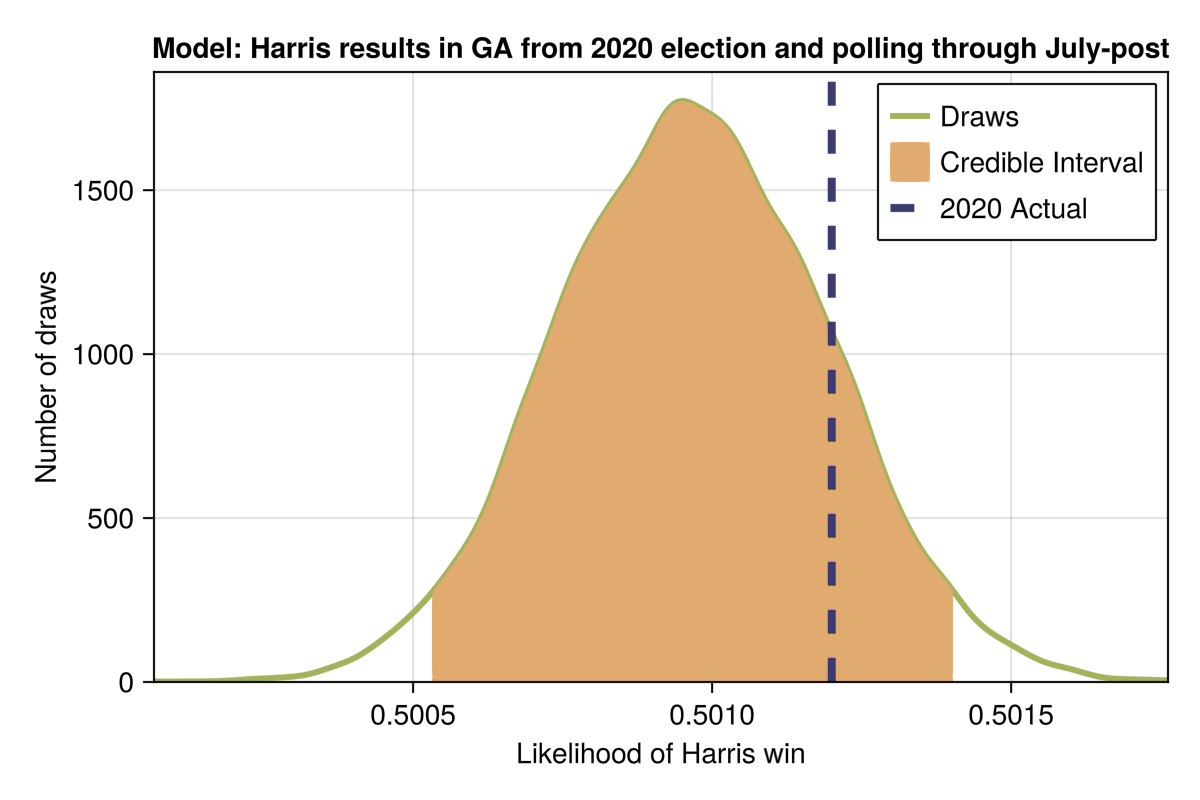 Model: Harris results in GA from 2020 election and polling through July-post
Draws
Credible Interval
2020 Actual
Number of draws
1500
1000
500
0
0.5005
0.5010
0.5015
Likelihood of Harris win